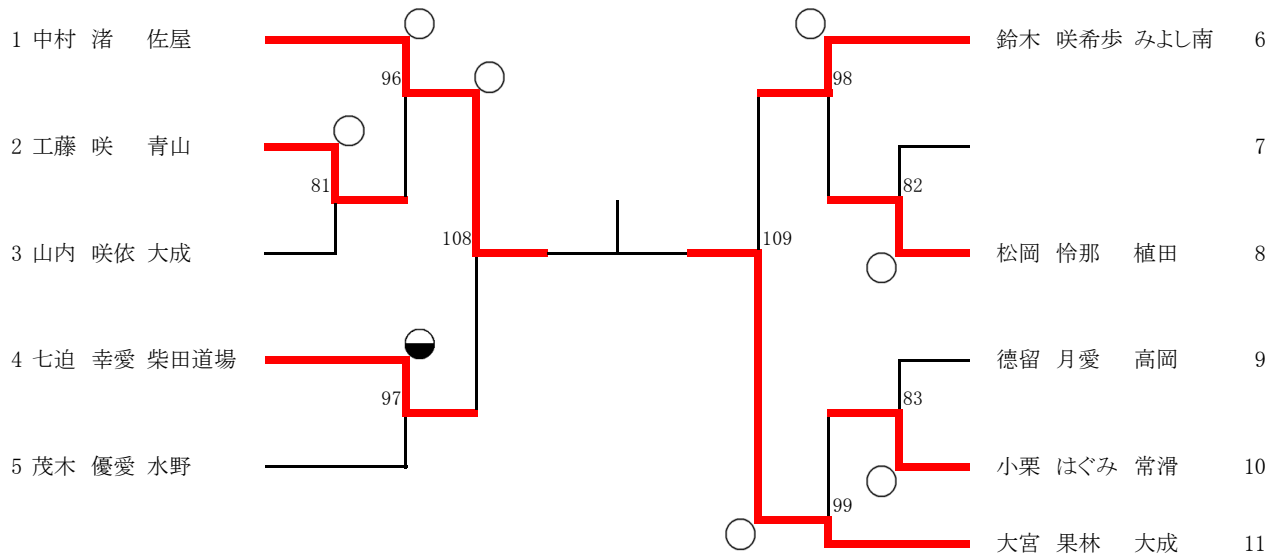 1 中村 渚 佐屋
鈴木 咲希歩 みよし南 6
96
98
2 工藤 咲 青山
7
81
82
3 山内 咲依 大成
108
109
松岡 怜那 植田 8
4 七迫 幸愛 柴田道場
德留 月愛 高岡 9
97
83
5 茂木 優愛 水野
小栗 はぐみ 常滑 10
99
大宮 果林 大成 11